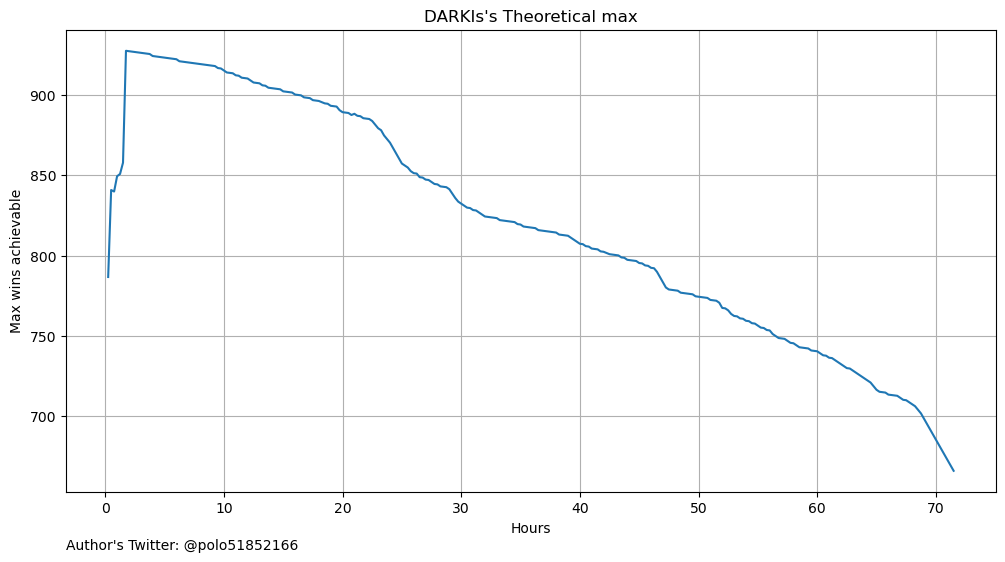 DARKIs's Theoretical max
Max wins achievable
900
850
800
750
700
0 10 20 30 40 50 60 70
Hours
Author's Twitter: @polo51852166